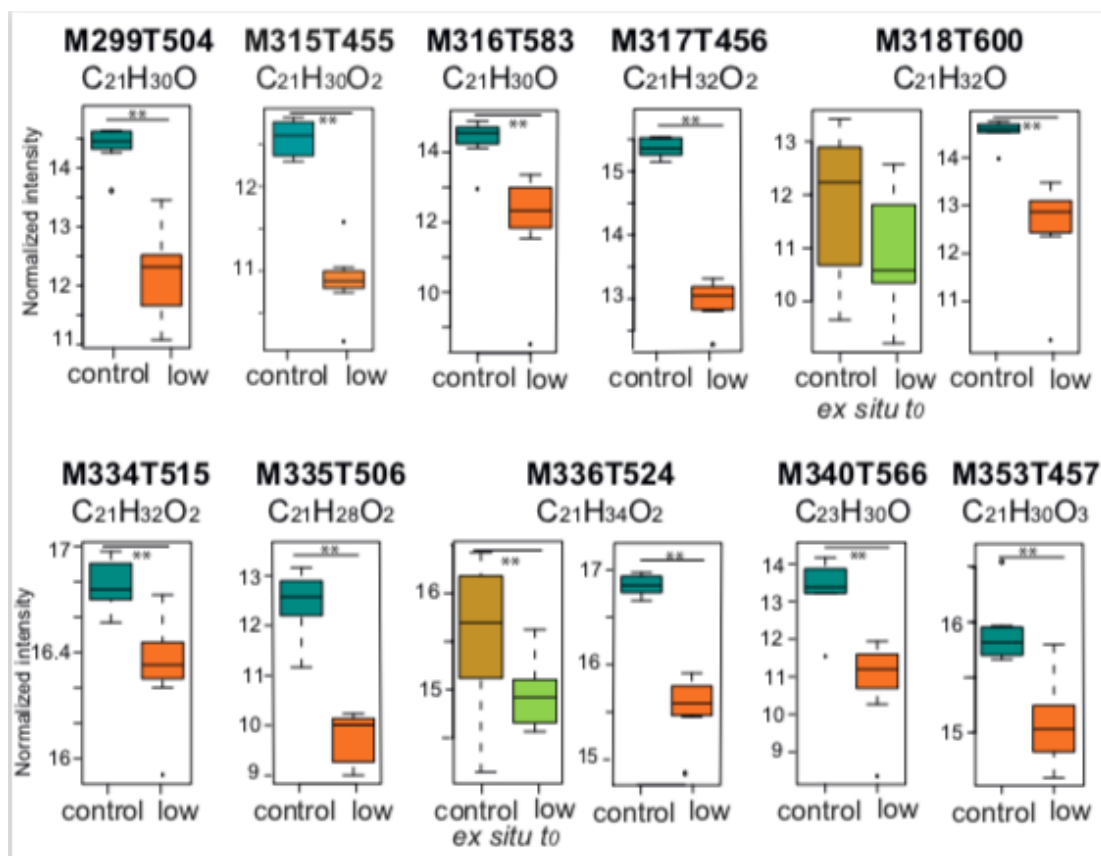 M299T504 M315T455 M316T583 M317T456 M318T600
C21H30O C21H30O2 C21H30O C21H32O2 C21H32O
Normalized intensity
** ** ** ** **
14 13 12 11
12 11
14 12 10
15 14 13
13 12 11 10
14 13 12 11
control low control low control low control low control low control low
ex situ t0
M334T515 M335T506 M336T524 M340T566 M353T457
C21H32O2 C21H28O2 C21H34O2 C23H30O C21H30O3
Normalized intensity
** ** ** ** ** **
17 16.4 16
13 12 11 10 9
16 15
17 16 15
14 13 12 11 10 9
16 15
control low control low control low control low control low control low
ex situ t0